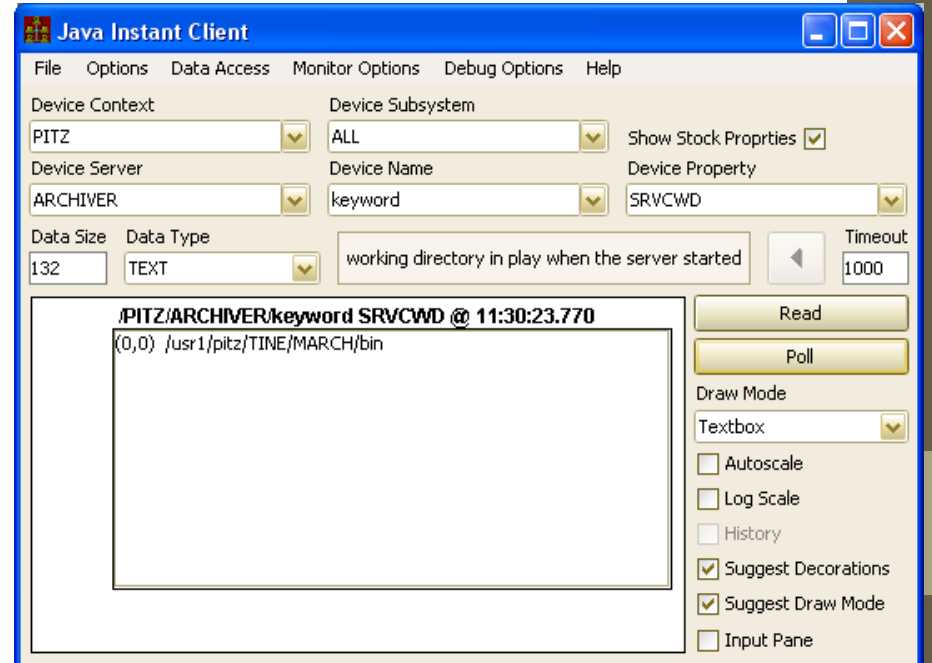 Java Instant Client
File Options Data Access Monitor Options Debug Options Help
Device Context Device Subsystem
PITZ ALL Show Stock Proprties
Device Server Device Name Device Property
ARCHIVER keyword SRVCWD
Data Size Data Type Timeout
132 TEXT working directory in play when the server started 1000
/PITZ/ARCHIVER/keyword SRVCWD @ 11:30:23.770
(0,0) /usr1/pitz/TINE/MARCH/bin
Read
Poll
Draw Mode
Textbox
Autoscale
Log Scale
History
Suggest Decorations
Suggest Draw Mode
Input Pane